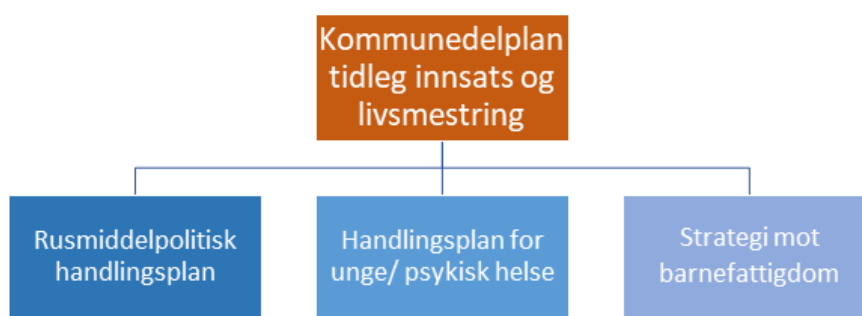 Kommunedelplan
tidleg innsats og
livsmestring
Rusmiddelpolitisk
handlingsplan
Handlingsplan for
unge/ psykisk helse
Strategi mot
barnefattigdom